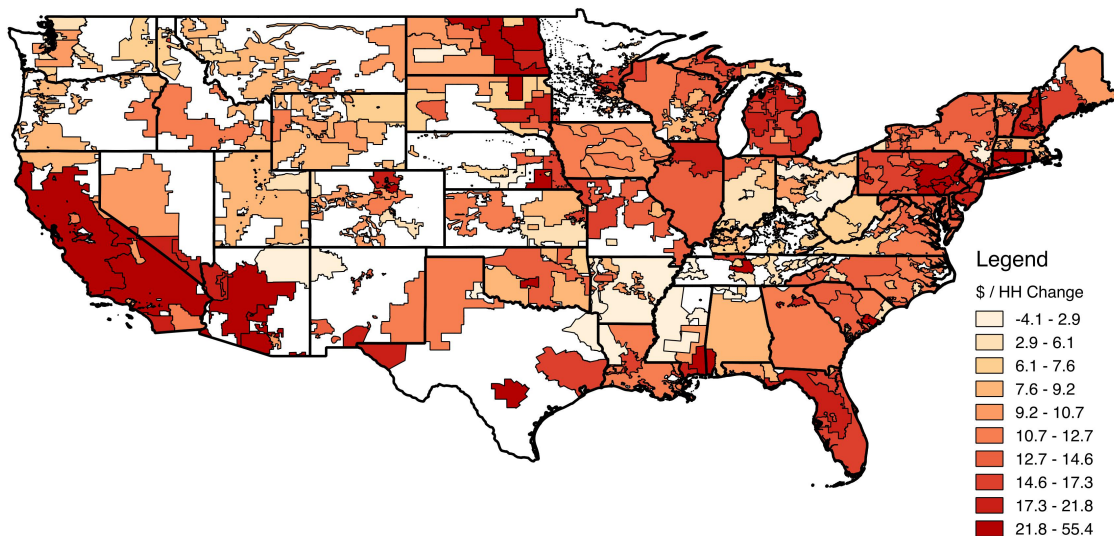 Legend
$ / HH Change
-4.1 - 2.9
2.9 - 6.1
6.1 - 7.6
7.6 - 9.2
9.2 - 10.7
10.7 - 12.7
12.7 - 14.6
14.6 - 17.3
17.3 - 21.8
21.8 - 55.4